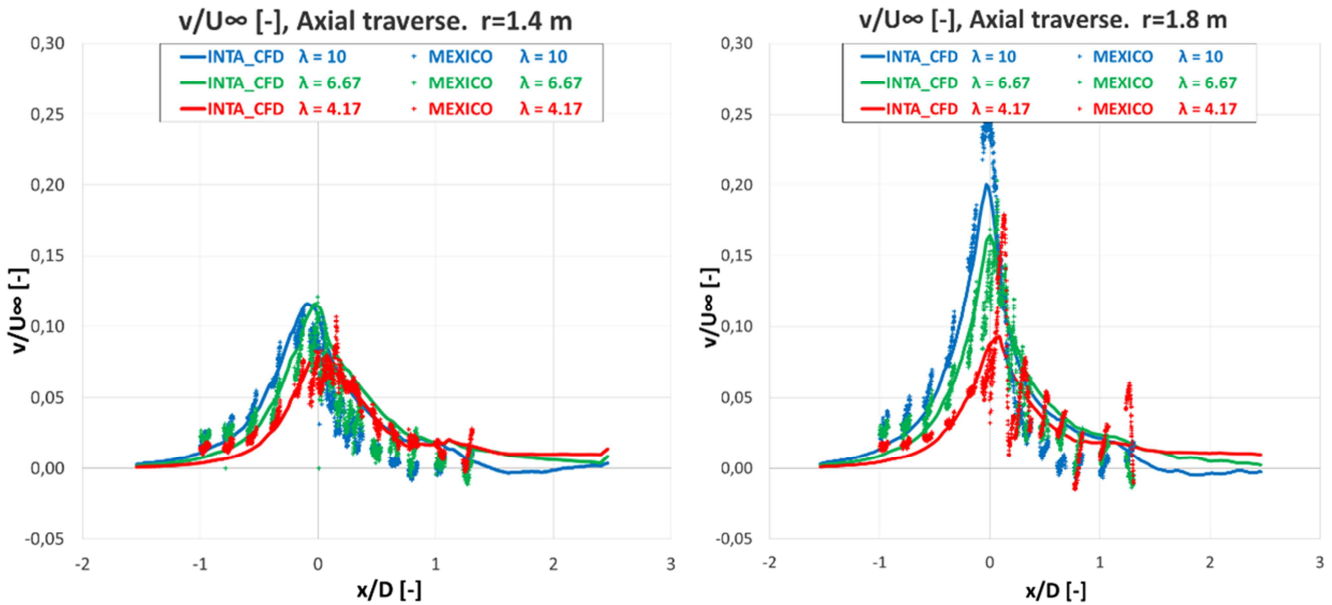 v/U∞ [-], Axial traverse. r=1.4 m
0,30
INTA_CFD λ = 10 MEXICO λ = 10
INTA_CFD λ = 6.67 MEXICO λ = 6.67
INTA_CFD λ = 4.17 MEXICO λ = 4.17
0,25
0,20
0,15
0,10
0,05
0,00
-0,05
v/U∞ [-]
-2 -1 0 1 2 3
x/D [-]
v/U∞ [-], Axial traverse. r=1.8 m
0,30
INTA_CFD λ = 10 MEXICO λ = 10
INTA_CFD λ = 6.67 MEXICO λ = 6.67
INTA_CFD λ = 4.17 MEXICO λ = 4.17
0,25
0,20
0,15
0,10
0,05
0,00
-0,05
v/U∞ [-]
-2 -1 0 1 2 3
x/D [-]